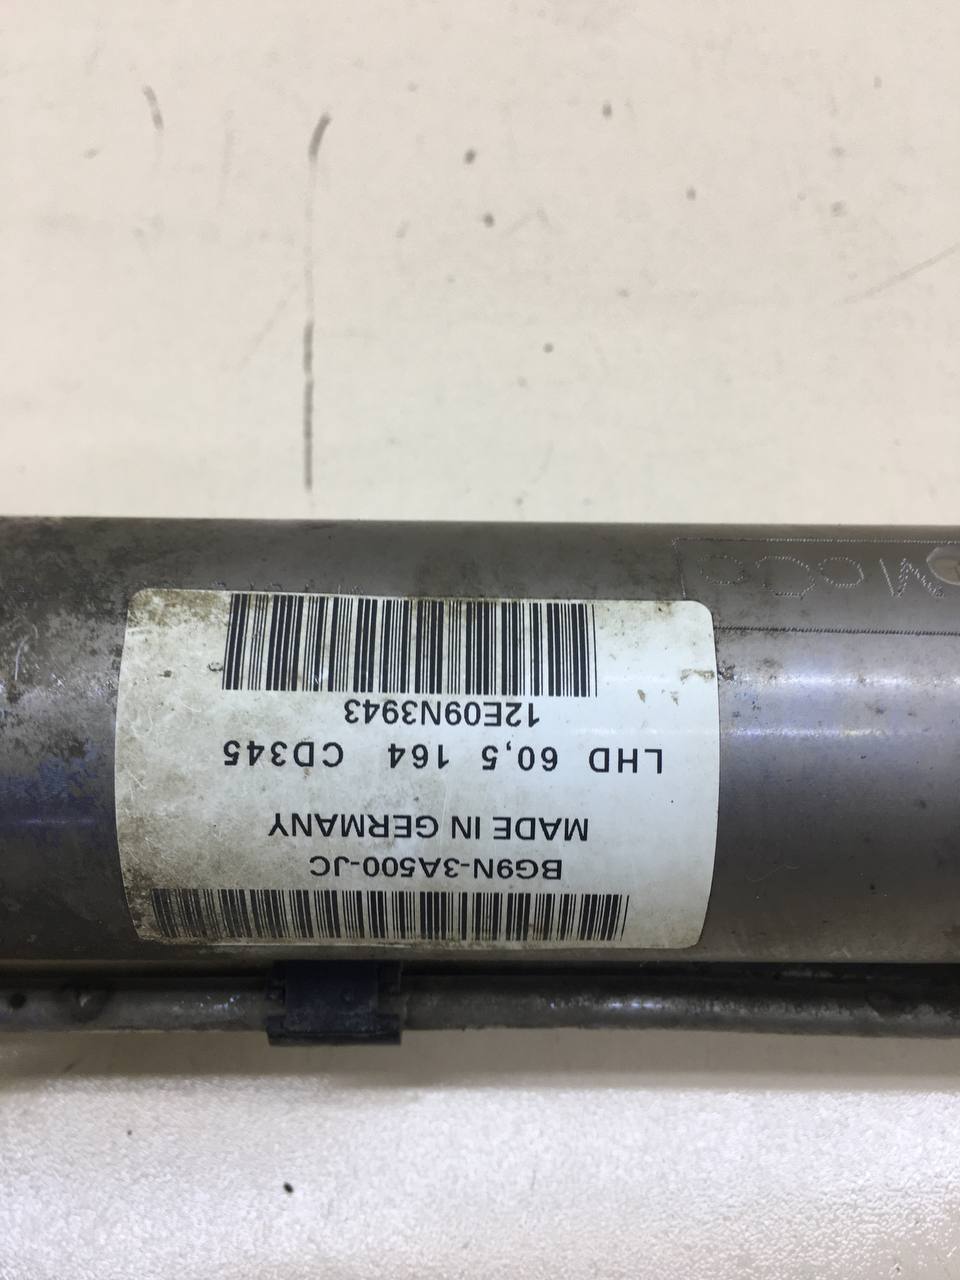 BG9N-3A500-JC
MADE IN GERMANY
LHD 60,5 164 CD345
12E09N3943